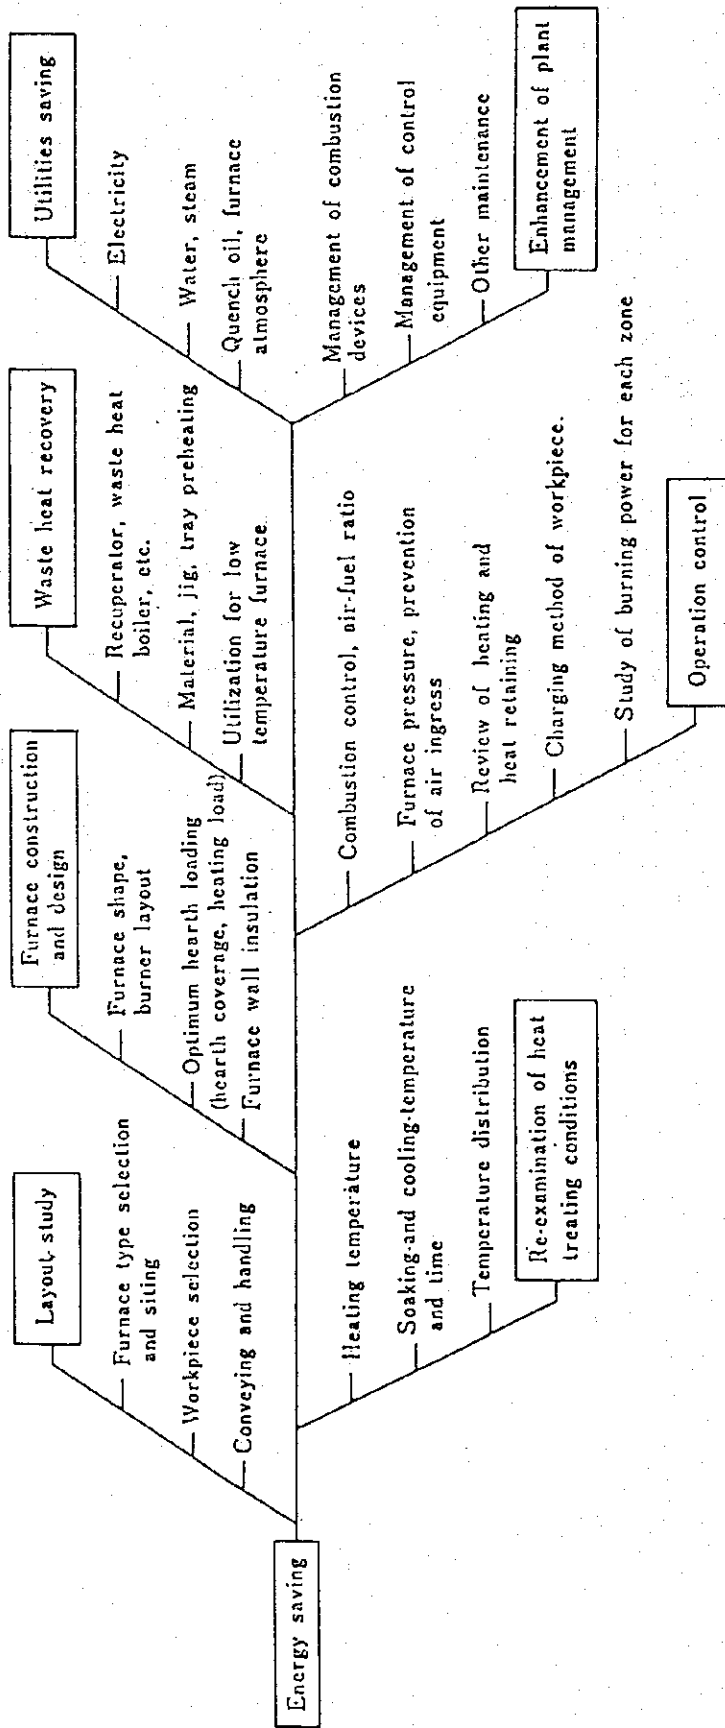 Energy saving
Layout study
Furnace type selection
and siting
Workpiece selection
Conveying and handling
Furnace construction
and design
Furnace shape,
burner layout
Optimum hearth loading
(hearth coverage, heating load)
Furnace wall insulation
Waste heat recovery
Recuperator, waste heat
boiler, etc.
Material, jig, tray preheating
Utilization for low
temperature furnace.
Utilities saving
Electricity
Water, steam
Quench oil, furnace
atmosphere
Heating temperature
Soaking-and cooling-temperature
and time
Temperature distribution
Re-examination of heat
treating conditions
Combustion control, air-fuel ratio
Furnace pressure, prevention
of air ingress
Review of heating and
heat retaining
Charging method of workpiece.
Study of burning power for each zone
Operation control
Management of combustion
devices
Management of control
equipment
Other maintenance
Enhancement of plant
management